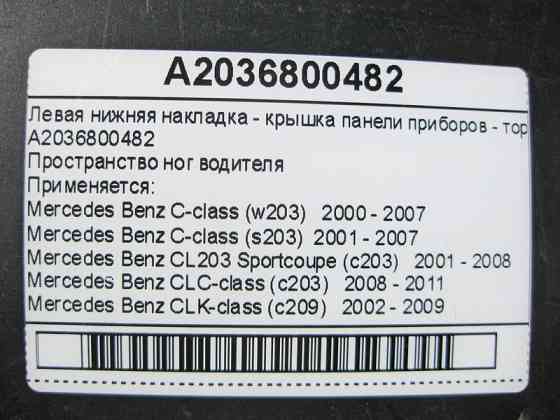 A2036800482
Левая нижняя накладка - крышка панели приборов - тор
A2036800482
Пространство ног водителя
Применяется:
Mercedes Benz C-class (w203) 2000 - 2007
Mercedes Benz C-class (s203) 2001 - 2007
Mercedes Benz CL203 Sportcoupe (c203) 2001 - 2008
Mercedes Benz CLC-class (c203) 2008 - 2011
Mercedes Benz CLK-class (c209) 2002 - 2009